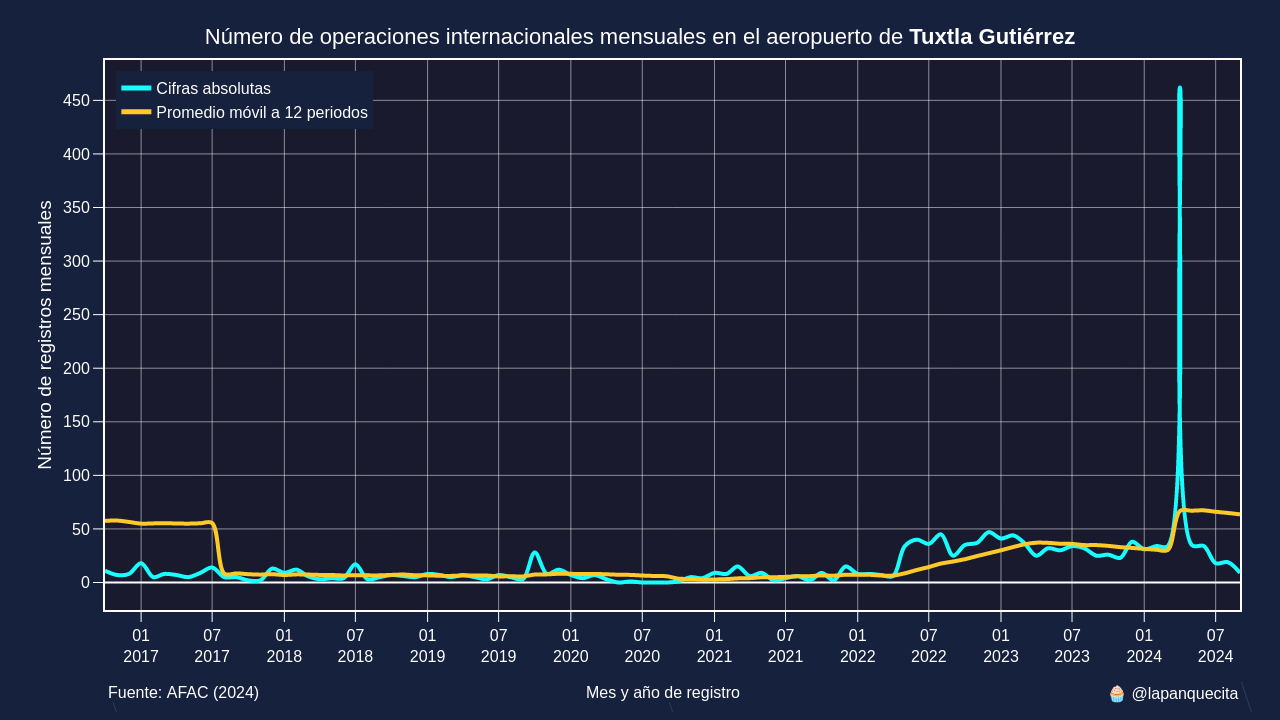 Número de operaciones internacionales mensuales en el aeropuerto de Tuxtla Gutiérrez
Cifras absolutas
Promedio móvil a 12 periodos
Número de registros mensuales
450
400
350
300
250
200
150
100
50
0
01 07 01 07 01 07 01 07 01 07 01 07 01 07 01 07
2017 2017 2018 2018 2019 2019 2020 2020 2021 2021 2022 2022 2023 2023 2024 2024
Fuente: AFAC (2024) Mes y año de registro 🧁 @lapanquecita